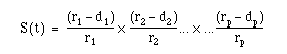 S(t) = (r₁ – d₁)/r₁ × (r₂ – d₂)/r₂ ... × ... (rₚ – dₚ)/rₚ